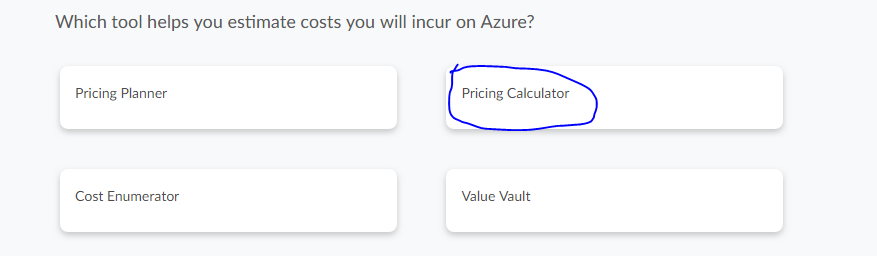 Which tool helps you estimate costs you will incur on Azure?
Pricing Planner
Pricing Calculator
Cost Enumerator
Value Vault